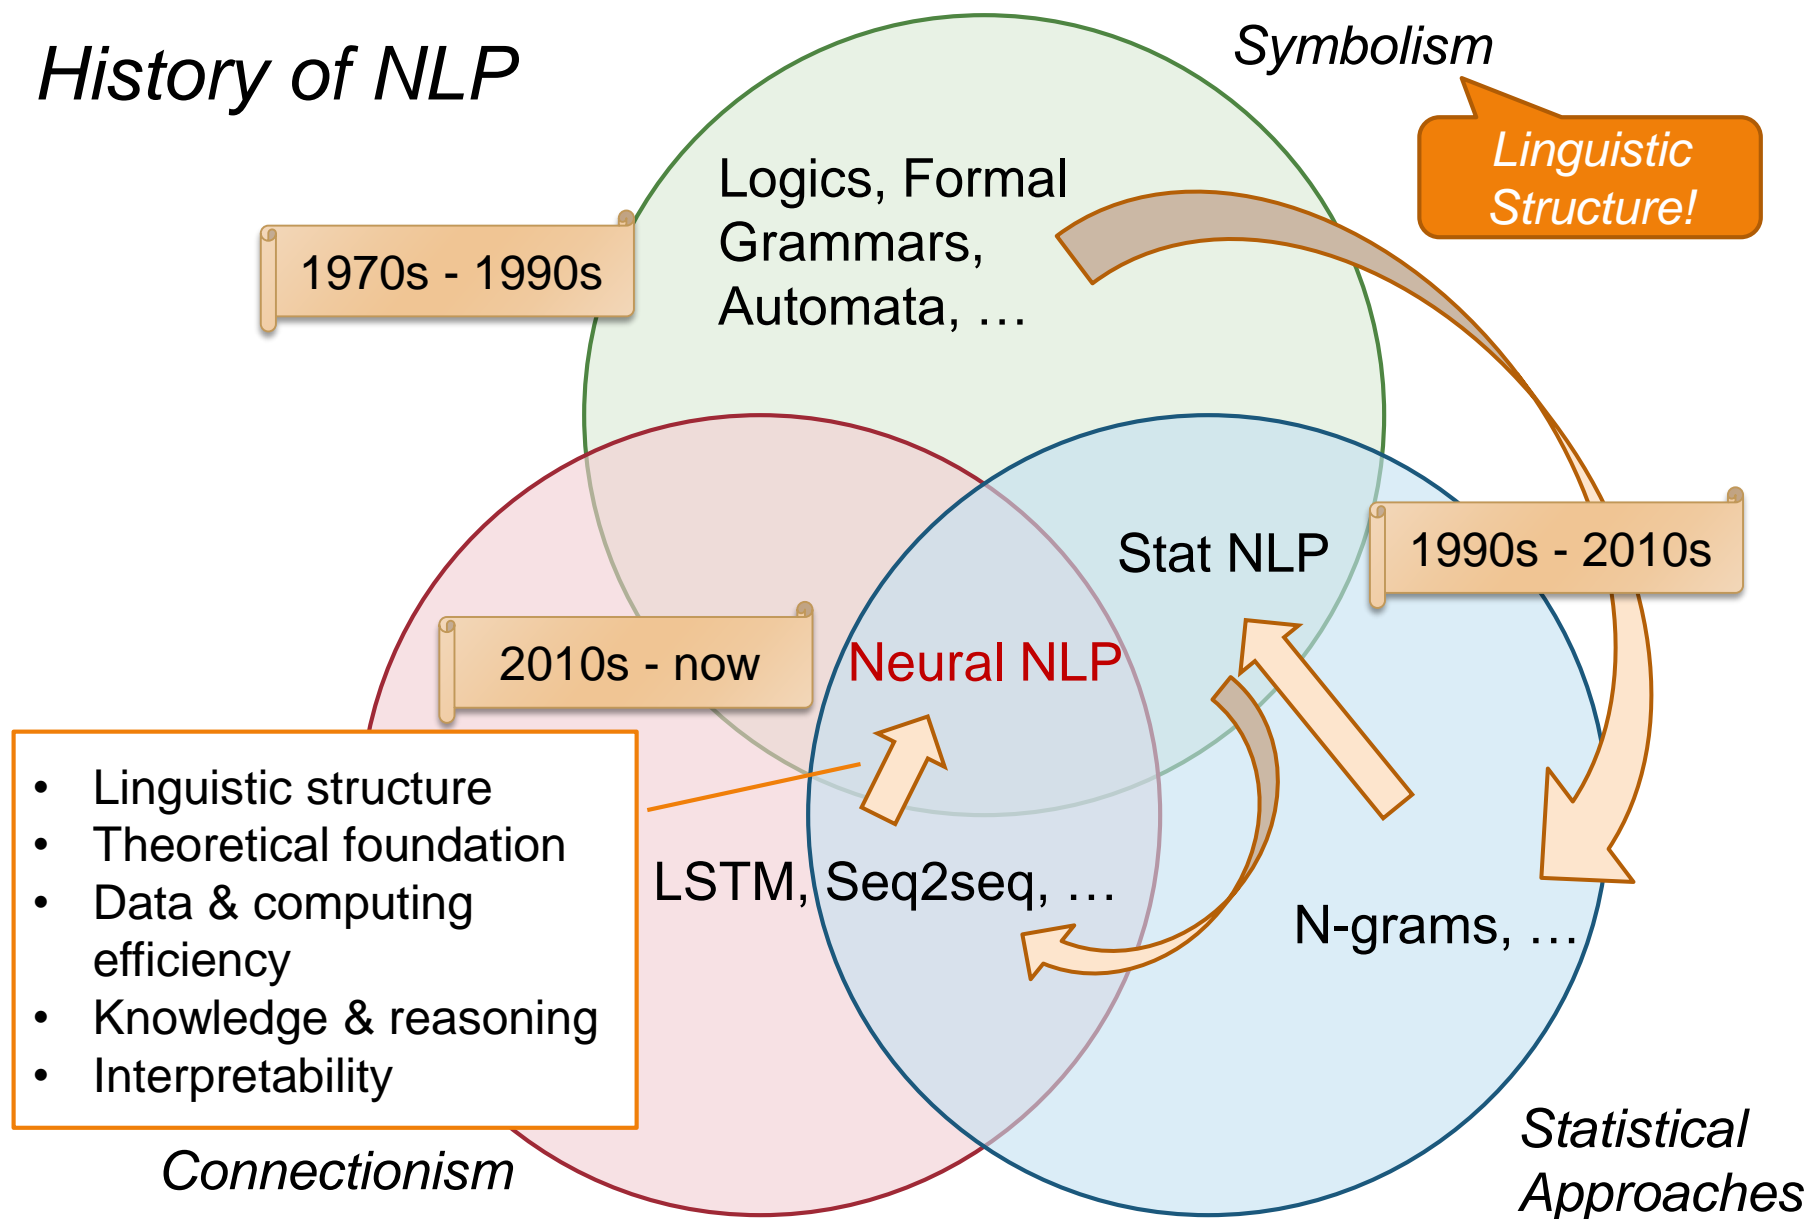 History of NLP
Symbolism
Linguistic
Structure!
Logics, Formal
Grammars,
Automata, …
1970s - 1990s
Stat NLP
1990s - 2010s
2010s - now
Neural NLP
• Linguistic structure
• Theoretical foundation
• Data & computing
efficiency
• Knowledge & reasoning
• Interpretability
LSTM, Seq2seq, …
N-grams, …
Connectionism
Statistical
Approaches